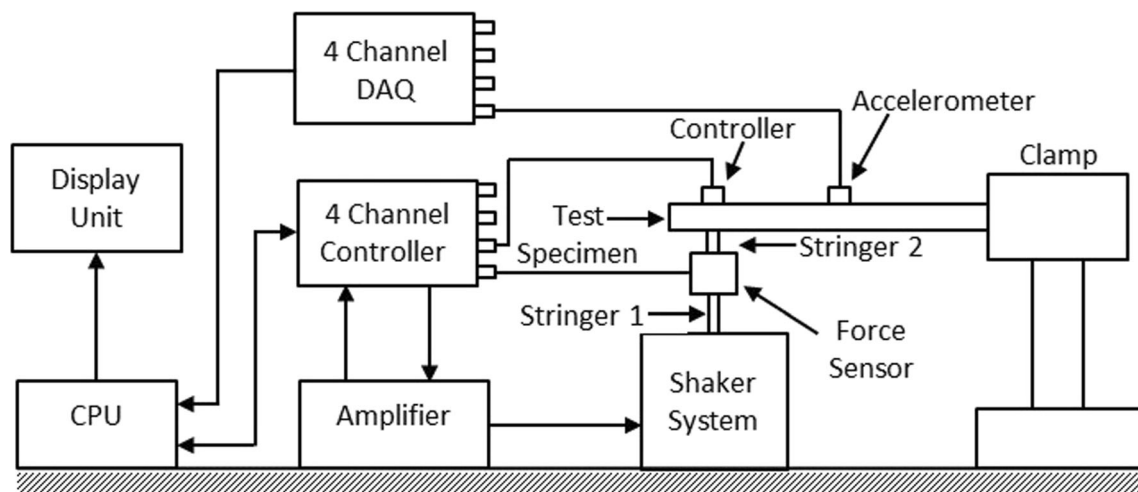 4 Channel
DAQ
Accelerometer
Controller
Clamp
Display
Unit
4 Channel
Controller
Test
Specimen
Stringer 2
Stringer 1
Force
Sensor
CPU
Amplifier
Shaker
System